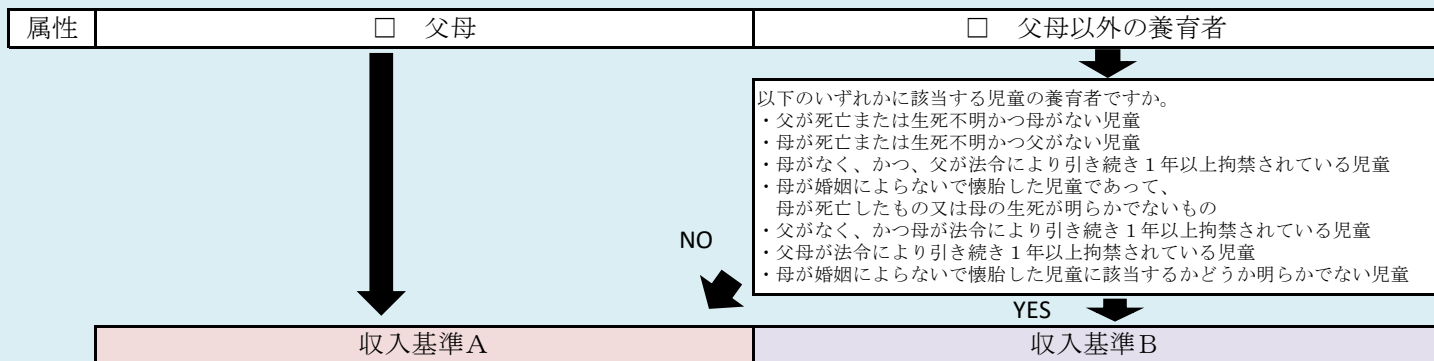 属性 □ 父母 □ 父母以外の養育者
以下のいずれかに該当する児童の養育者ですか。
・父が死亡または生死不明かつ母がない児童
・母が死亡または生死不明かつ父がない児童
・母がなく、かつ、父が法令により引き続き１年以上拘禁されている児童
・母が婚姻によらないで懐胎した児童であって、
母が死亡したもの又は母の生死が明らかでないもの
・父がなく、かつ母が法令により引き続き１年以上拘禁されている児童
・父母が法令により引き続き１年以上拘禁されている児童
・母が婚姻によらないで懐胎した児童に該当するかどうか明らかでない児童
NO
YES
収入基準Ａ 収入基準Ｂ